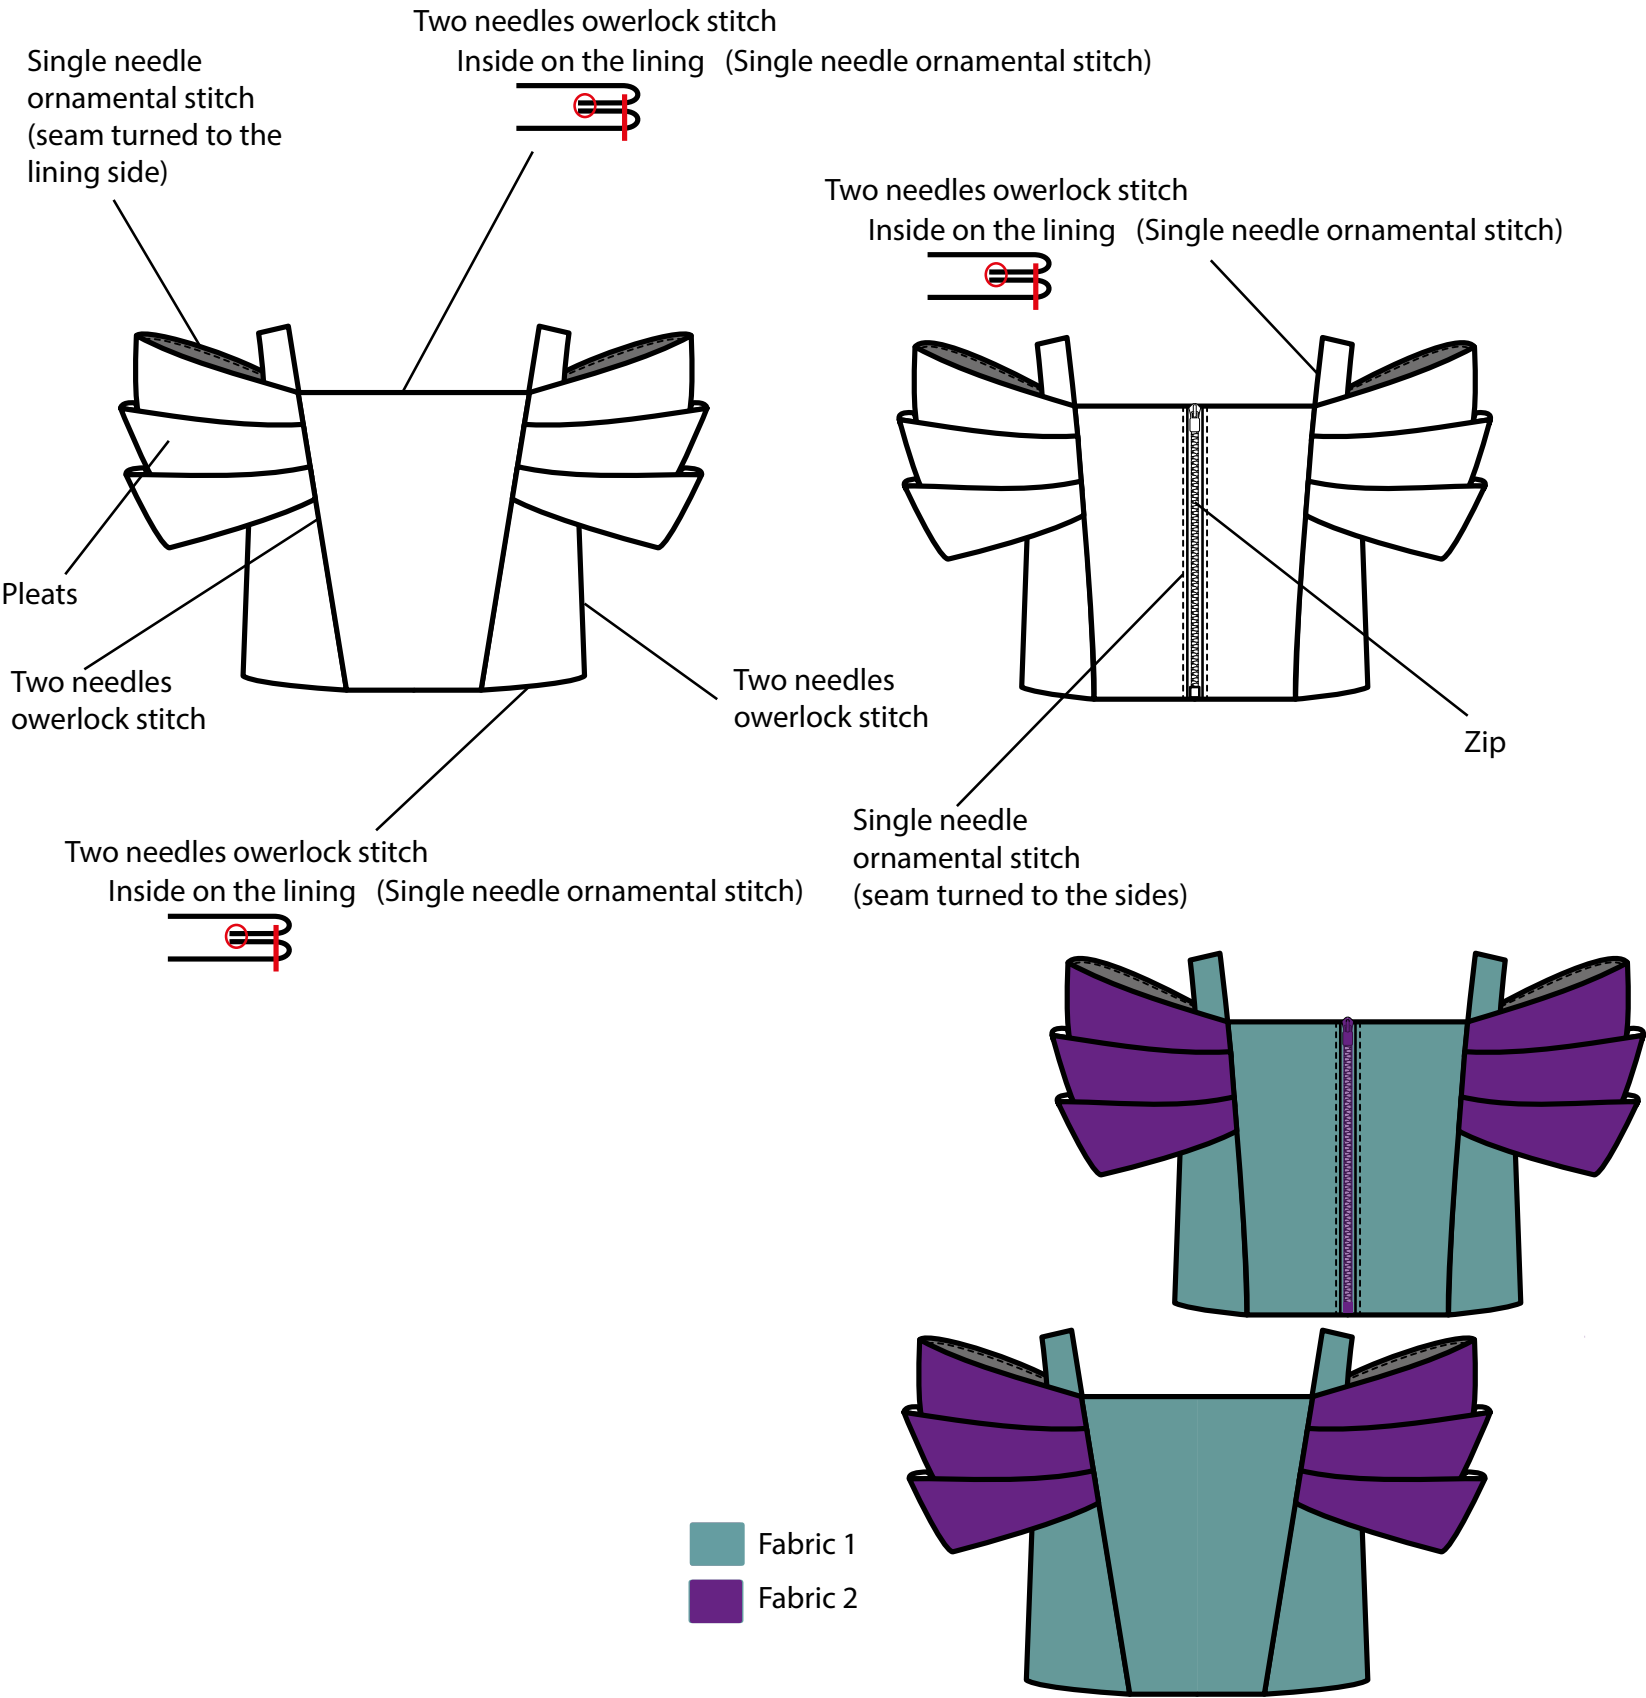 Two needles owerlock stitch
Inside on the lining (Single needle ornamental stitch)
Single needle
ornamental stitch
(seam turned to the
lining side)
Two needles owerlock stitch
Inside on the lining (Single needle ornamental stitch)
Pleats
Two needles
owerlock stitch
Two needles
owerlock stitch
Zip
Single needle
ornamental stitch
(seam turned to the sides)
Two needles owerlock stitch
Inside on the lining (Single needle ornamental stitch)
Fabric 1
Fabric 2